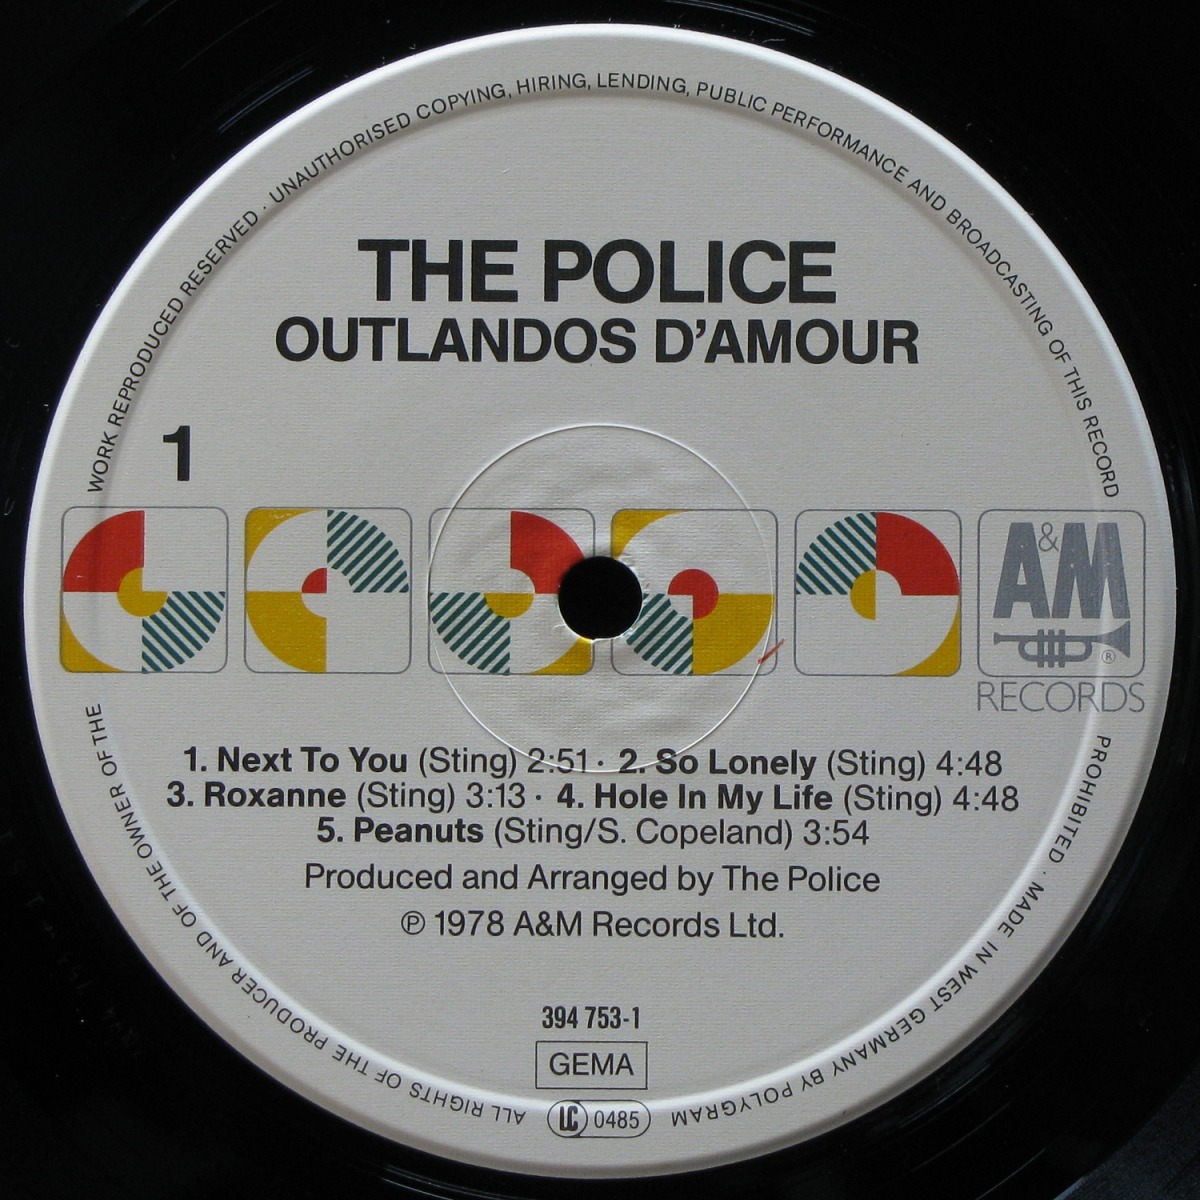 WORK REPRODUCED RESERVED · UNAUTHORISED COPYING, HIRING, LENDING, PUBLIC PERFORMANCE AND BROADCASTING OF THIS RECORD
THE POLICE
OUTLANDOS D'AMOUR
1
A&M
®
RECORDS
1. Next To You (Sting) 2:51 · 2. So Lonely (Sting) 4:48
3. Roxanne (Sting) 3:13 · 4. Hole In My Life (Sting) 4:48
5. Peanuts (Sting/S. Copeland) 3:54
Produced and Arranged by The Police
℗ 1978 A&M Records Ltd.
394 753-1
GEMA
LC 0485
PROHIBITED · MADE IN WEST GERMANY BY POLYGRAM
ALL RIGHTS OF THE PRODUCER AND OF THE OWNER OF THE